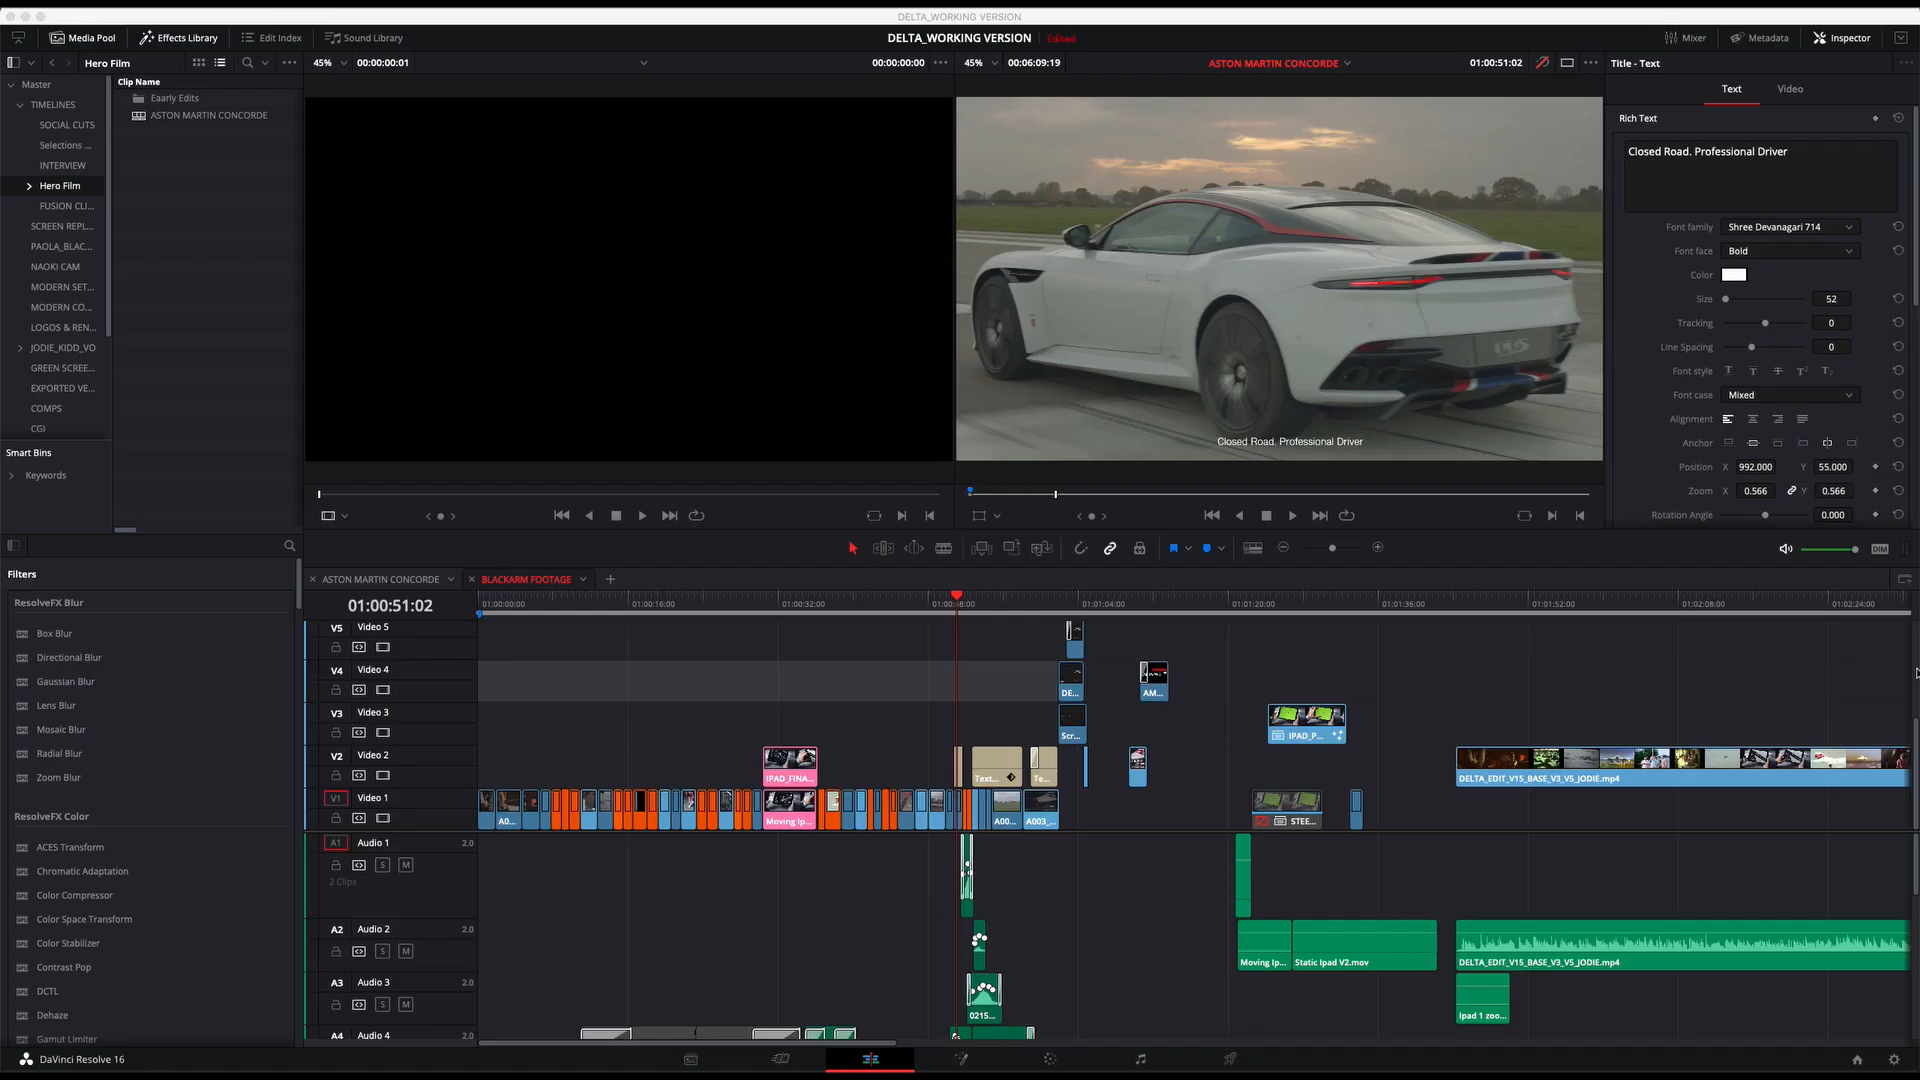 DELTA_WORKING VERSION
Media Pool
Effects Library
Edit Index
Sound Library
DELTA_WORKING VERSION
Edited
Mixer
Metadata
Inspector
Hero Film
45%
00:00:00:01
00:00:00:00
45%
00:06:09:19
ASTON MARTIN CONCORDE
01:00:51:02
Title - Text
Master
TIMELINES
SOCIAL CUTS
Selections ...
INTERVIEW
Hero Film
FUSION CLI...
SCREEN REPL...
PAOLA_BLAC...
NAOKI CAM
MODERN SET...
MODERN CO...
LOGOS & REN...
JODIE_KIDD_VO
GREEN SCREE...
EXPORTED VE...
COMPS
CGI
Smart Bins
Keywords
Clip Name
Eaarly Edits
ASTON MARTIN CONCORDE
Closed Road. Professional Driver
Text
Video
Rich Text
Closed Road. Professional Driver
Font family
Shree Devanagari 714
Font face
Bold
Color
Size
52
Tracking
0
Line Spacing
0
Font style
Font case
Mixed
Alignment
Anchor
Position
X
992.000
Y
55.000
Zoom
X
0.566
Y
0.566
Rotation Angle
0.000
DIM
Filters
ResolveFX Blur
Box Blur
Directional Blur
Gaussian Blur
Lens Blur
Mosaic Blur
Radial Blur
Zoom Blur
ResolveFX Color
ACES Transform
Chromatic Adaptation
Color Compressor
Color Space Transform
Color Stabilizer
Contrast Pop
DCTL
Dehaze
Gamut Limiter
ASTON MARTIN CONCORDE
BLACKARM FOOTAGE
01:00:51:02
01:00:00:00
01:00:16:00
01:00:32:00
01:00:48:00
01:01:04:00
01:01:20:00
01:01:36:00
01:01:52:00
01:02:08:00
01:02:24:00
V5
Video 5
V4
Video 4
DE...
AM...
V3
Video 3
Scr...
IPAD_P...
V2
Video 2
IPAD_FINA...
Text...
Te...
DELTA_EDIT_V15_BASE_V3_V5_JODIE.mp4
V1
Video 1
A0...
Moving Ip...
A00...
A003_...
STEE...
A1
Audio 1
2.0
S
M
2 Clips
A2
Audio 2
2.0
S
M
Moving Ip...
Static Ipad V2.mov
DELTA_EDIT_V15_BASE_V3_V5_JODIE.mp4
A3
Audio 3
2.0
S
M
0215...
Ipad 1 zoo...
A4
Audio 4
2.0
DaVinci Resolve 16